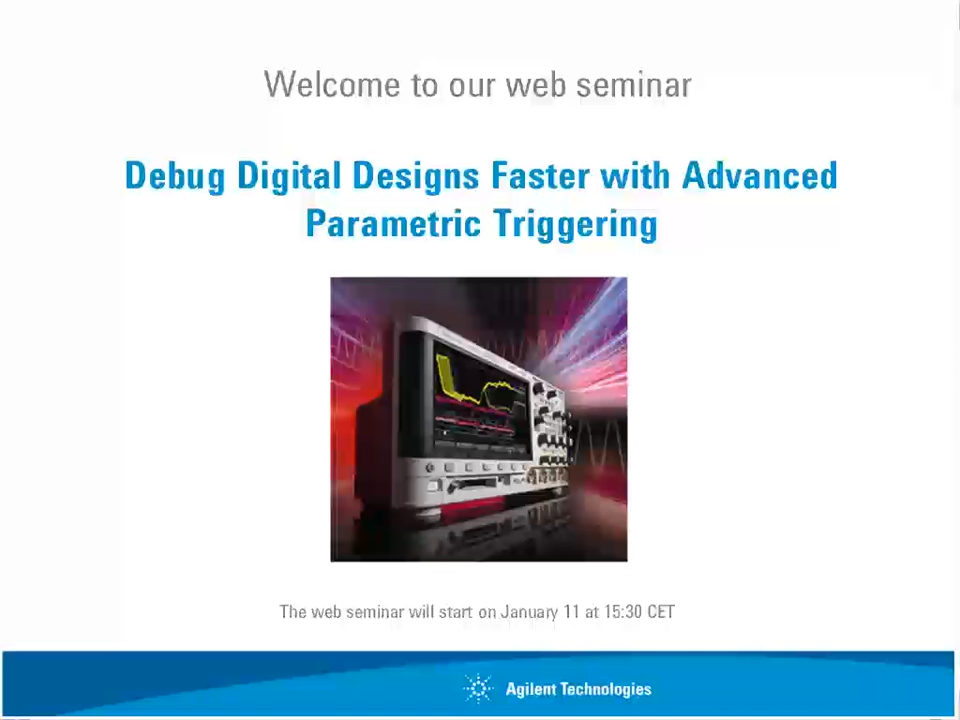 Welcome to our web seminar
Debug Digital Designs Faster with Advanced
Parametric Triggering
The web seminar will start on January 11 at 15:30 CET
Agilent Technologies